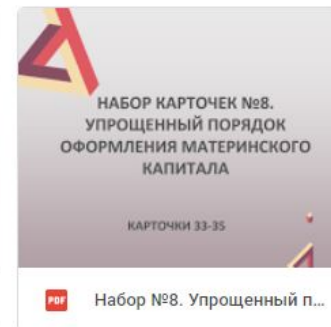 НАБОР КАРТОЧЕК №8.
УПРОЩЕННЫЙ ПОРЯДОК
ОФОРМЛЕНИЯ МАТЕРИНСКОГО
КАПИТАЛА
КАРТОЧКИ 33-35
PDF Набор №8. Упрощенный п...